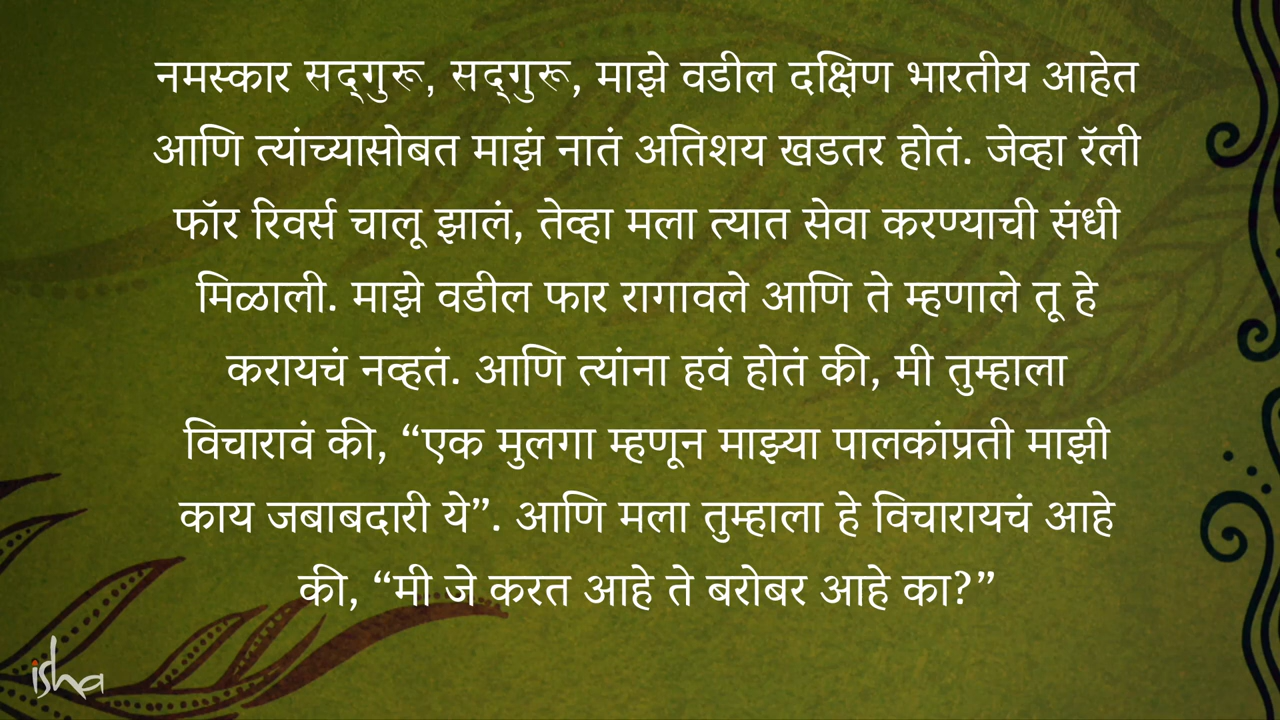 नमस्कार सद्‌गुरू, सद्‌गुरू, माझे वडील दक्षिण भारतीय आहेत
आणि त्यांच्यासोबत माझं नातं अतिशय खडतर होतं. जेव्हा रॅली
फॉर रिवर्स चालू झालं, तेव्हा मला त्यात सेवा करण्याची संधी
मिळाली. माझे वडील फार रागावले आणि ते म्हणाले तू हे
करायचं नव्हतं. आणि त्यांना हवं होतं की, मी तुम्हाला
विचारावं की, “एक मुलगा म्हणून माझ्या पालकांप्रती माझी
काय जबाबदारी ये”. आणि मला तुम्हाला हे विचारायचं आहे
की, “मी जे करत आहे ते बरोबर आहे का?”
isha